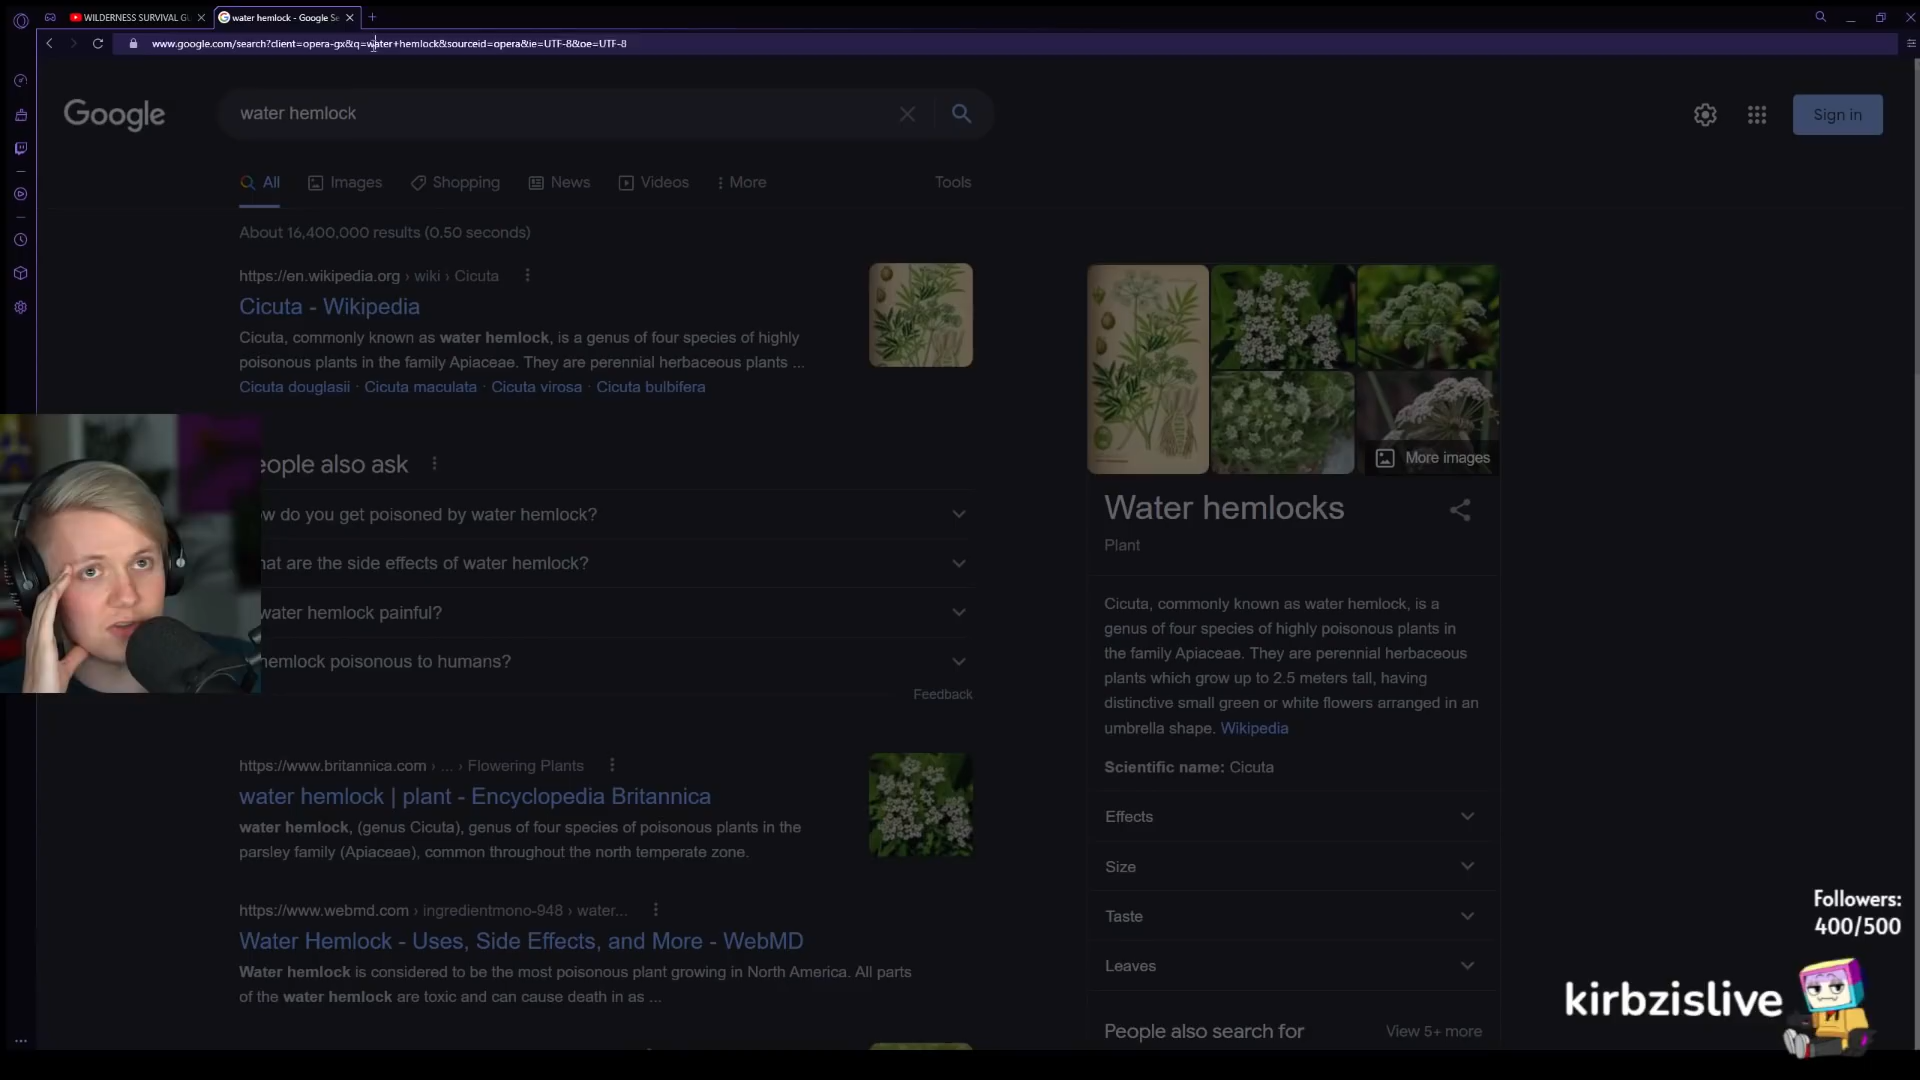 WILDERNESS SURVIVAL GU
water hemlock - Google Se
www.google.com/search?client=opera-gx&q=water+hemlock&sourceid=opera&ie=UTF-8&oe=UTF-8
Google
water hemlock
Sign in
All
Images
Shopping
News
Videos
More
Tools
About 16,400,000 results (0.50 seconds)
https://en.wikipedia.org › wiki › Cicuta
Cicuta - Wikipedia
Cicuta, commonly known as water hemlock, is a genus of four species of highly
poisonous plants in the family Apiaceae. They are perennial herbaceous plants ...
Cicuta douglasii · Cicuta maculata · Cicuta virosa · Cicuta bulbifera
eople also ask
w do you get poisoned by water hemlock?
at are the side effects of water hemlock?
water hemlock painful?
hemlock poisonous to humans?
Feedback
https://www.britannica.com › ... › Flowering Plants
water hemlock | plant - Encyclopedia Britannica
water hemlock, (genus Cicuta), genus of four species of poisonous plants in the
parsley family (Apiaceae), common throughout the north temperate zone.
https://www.webmd.com › ingredientmono-948 › water...
Water Hemlock - Uses, Side Effects, and More - WebMD
Water hemlock is considered to be the most poisonous plant growing in North America. All parts
of the water hemlock are toxic and can cause death in as ...
More images
Water hemlocks
Plant
Cicuta, commonly known as water hemlock, is a
genus of four species of highly poisonous plants in
the family Apiaceae. They are perennial herbaceous
plants which grow up to 2.5 meters tall, having
distinctive small green or white flowers arranged in an
umbrella shape. Wikipedia
Scientific name: Cicuta
Effects
Size
Taste
Leaves
People also search for
View 5+ more
Followers:
400/500
kirbzislive